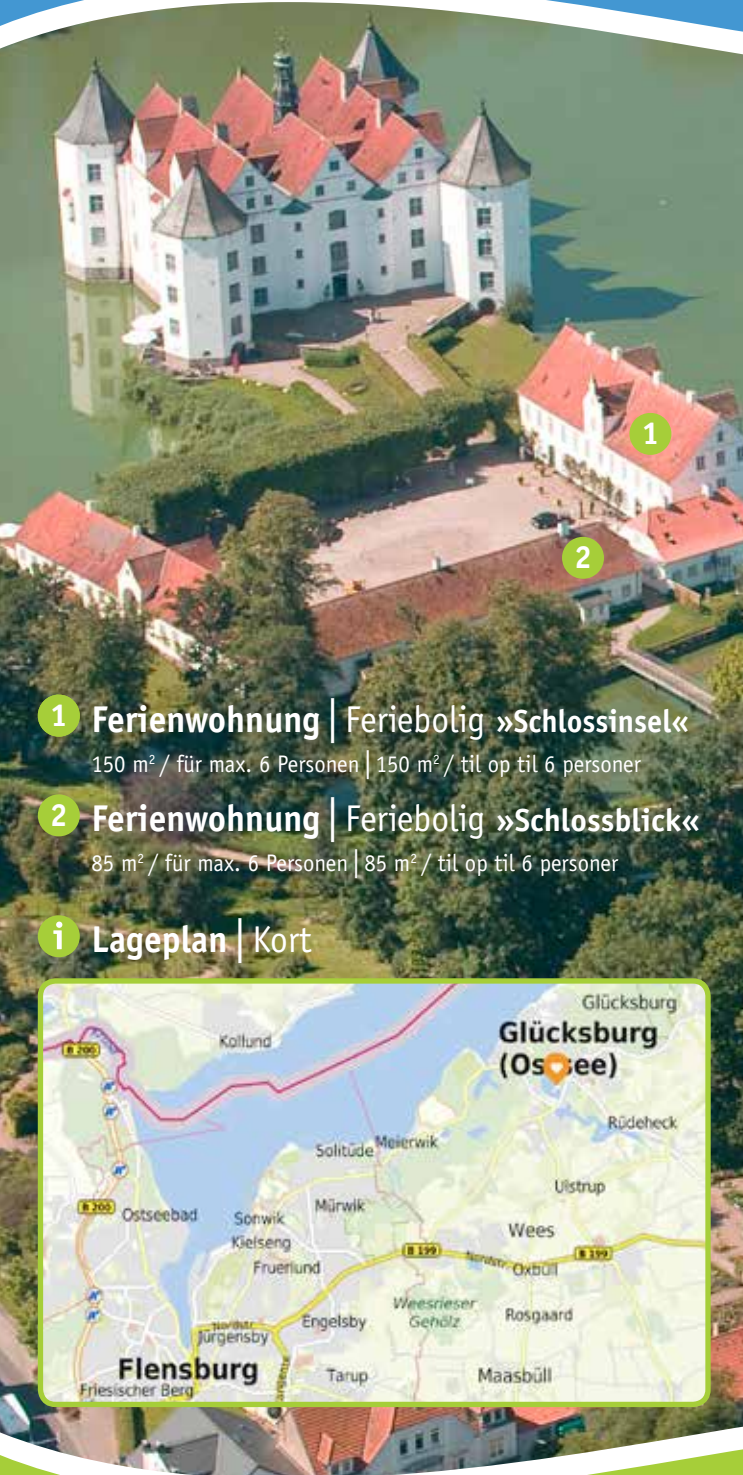 1
2
1 Ferienwohnung | Feriebolig »Schlossinsel«
150 m² / für max. 6 Personen | 150 m² / til op til 6 personer
2 Ferienwohnung | Feriebolig »Schlossblick«
85 m² / für max. 6 Personen | 85 m² / til op til 6 personer
i Lageplan | Kort
Glücksburg
Kollund
Glücksburg
B 200
Rüdeheck
Solitüde
Meierwik
Ulstrup
B 200
Ostseebad
Sonwik
Mürwik
Wees
Kielseng
B 199
Nordstr.
B 199
Fruerlund
Oxbüll
Weesrieser
Gehölz
Rosgaard
Nordstr.
Jürgensby
Engelsby
Flensburg
Tarup
Maasbüll
Friesischer Berg